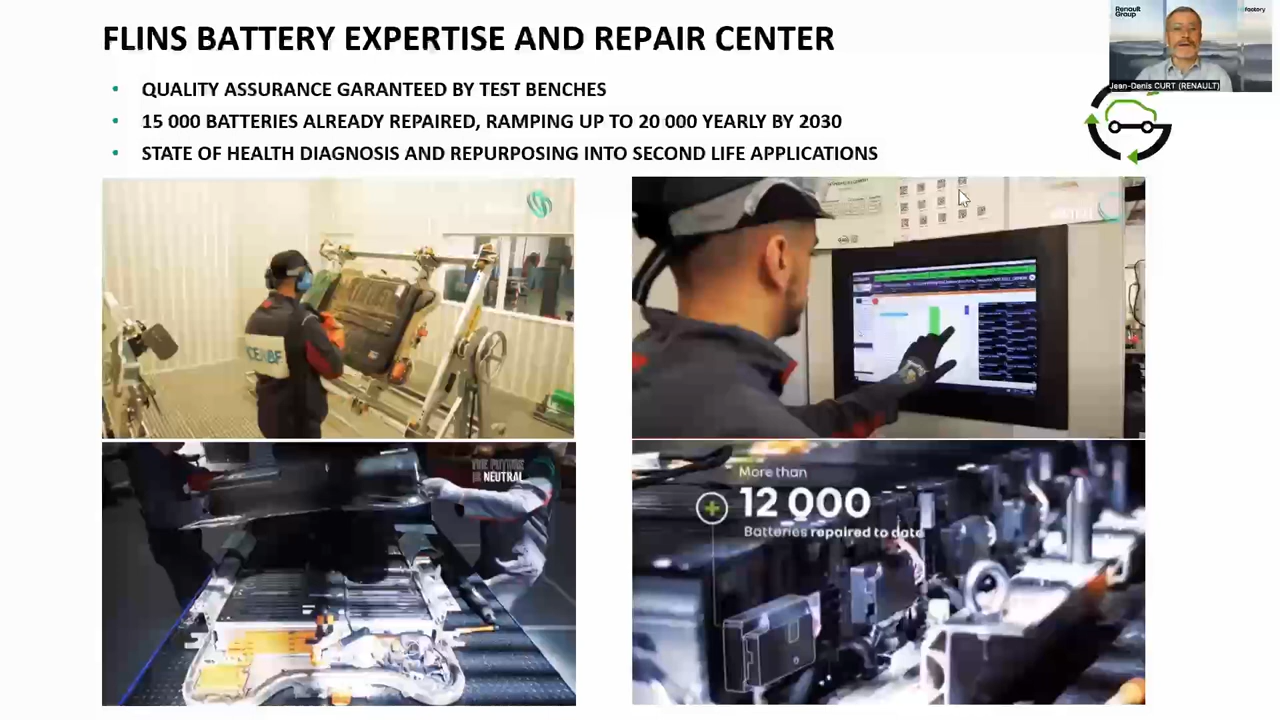 FLINS BATTERY EXPERTISE AND REPAIR CENTER
Renault
Group
factory
Jean-Denis CURT (RENAULT)
• QUALITY ASSURANCE GARANTEED BY TEST BENCHES
• 15 000 BATTERIES ALREADY REPAIRED, RAMPING UP TO 20 000 YEARLY BY 2030
• STATE OF HEALTH DIAGNOSIS AND REPURPOSING INTO SECOND LIFE APPLICATIONS
THE FUTURE
IS NEUTRAL
More than
12 000
Batteries repaired to date